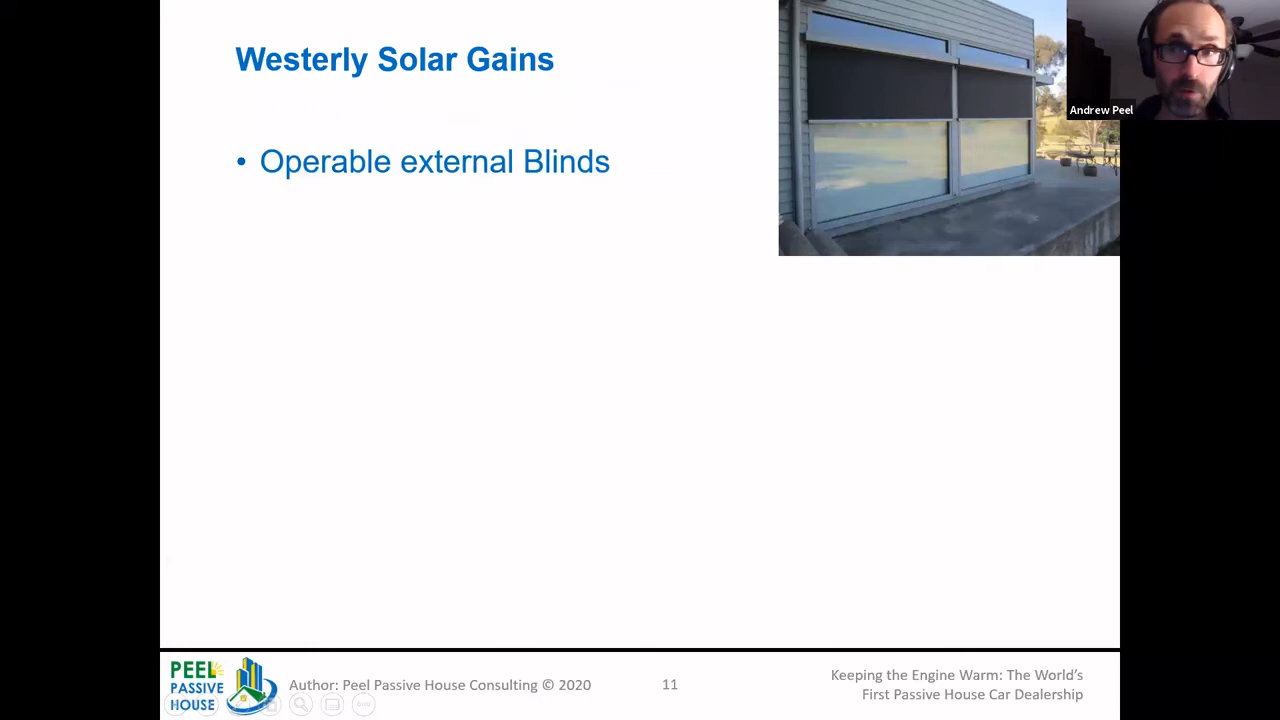 Westerly Solar Gains
Andrew Peel
• Operable external Blinds
PEEL
PASSIVE
HOUSE
Author: Peel Passive House Consulting © 2020
11
Keeping the Engine Warm: The World's
First Passive House Car Dealership